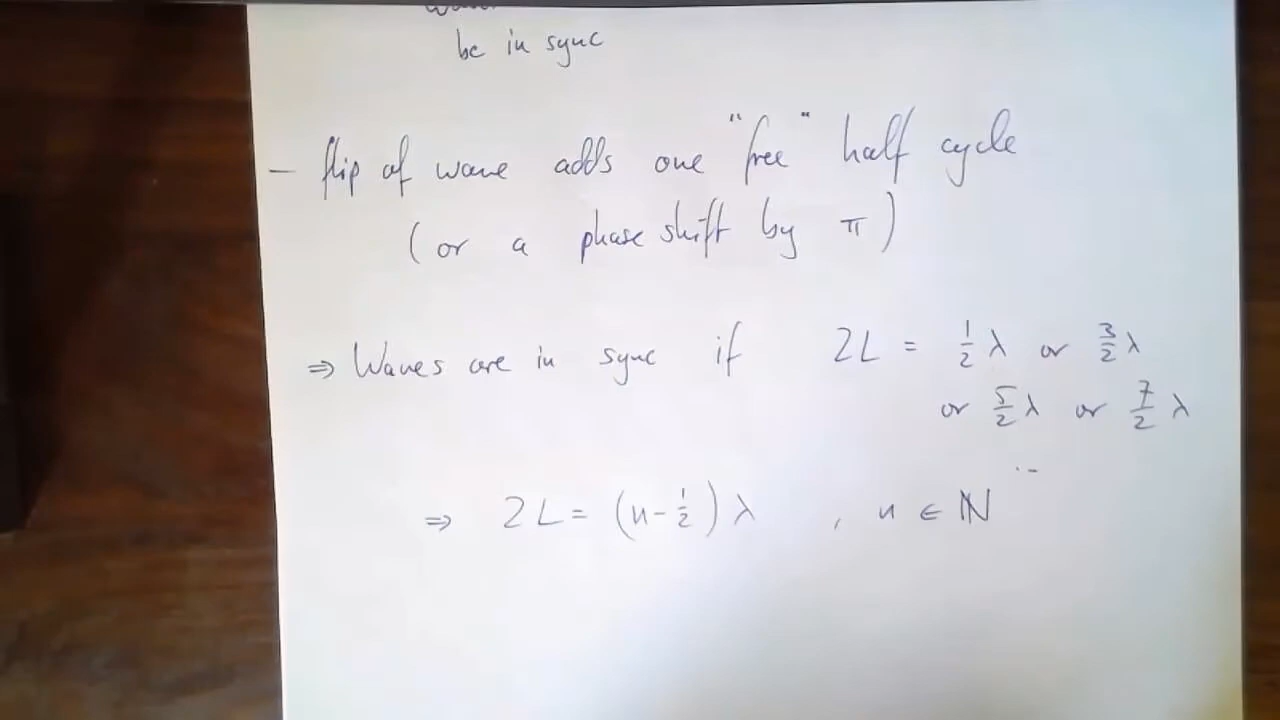 be in sync
- flip of wave adds one "free" half cycle
(or a phase shift by π)
⇒ Waves are in sync if 2L = 1/2 λ or 3/2 λ
or 5/2 λ or 7/2 λ
...
⇒ 2L = (n - 1/2) λ , n ∈ ℕ